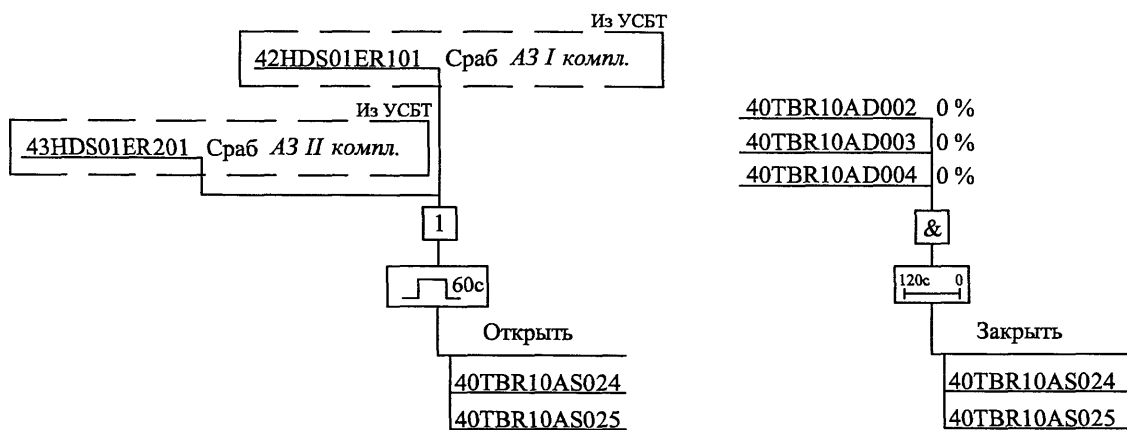 Из УСБТ
42HDS01ER101 Сраб АЗ I компл.
Из УСБТ
43HDS01ER201 Сраб АЗ II компл.
1
60с
Открыть
40TBR10AS024
40TBR10AS025
40TBR10AD002 0 %
40TBR10AD003 0 %
40TBR10AD004 0 %
&
120с 0
Закрыть
40TBR10AS024
40TBR10AS025